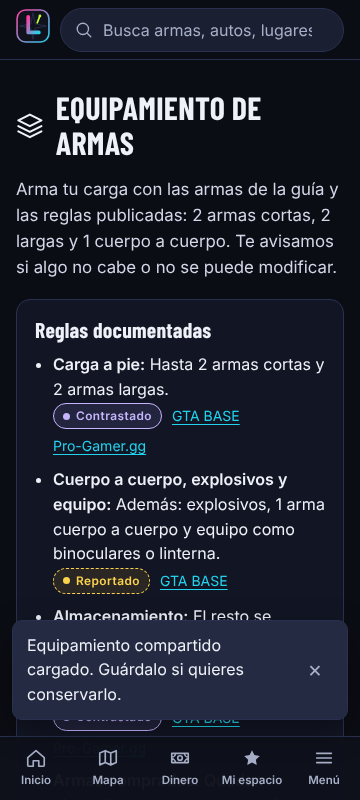 Busca armas, autos, lugares
EQUIPAMIENTO DE
ARMAS
Arma tu carga con las armas de la guía y
las reglas publicadas: 2 armas cortas, 2
largas y 1 cuerpo a cuerpo. Te avisamos
si algo no cabe o no se puede modificar.
Reglas documentadas
• Carga a pie: Hasta 2 armas cortas y
2 armas largas.
Contrastado GTA BASE
Pro-Gamer.gg
• Cuerpo a cuerpo, explosivos y
equipo: Además: explosivos, 1 arma
cuerpo a cuerpo y equipo como
binoculares o linterna.
Reportado GTA BASE
• Almacenamiento: El resto se
Equipamiento compartido
cargado. Guárdalo si quieres
conservarlo.
Contrastado GTA BASE
Inicio Mapa Dinero Mi espacio Menú